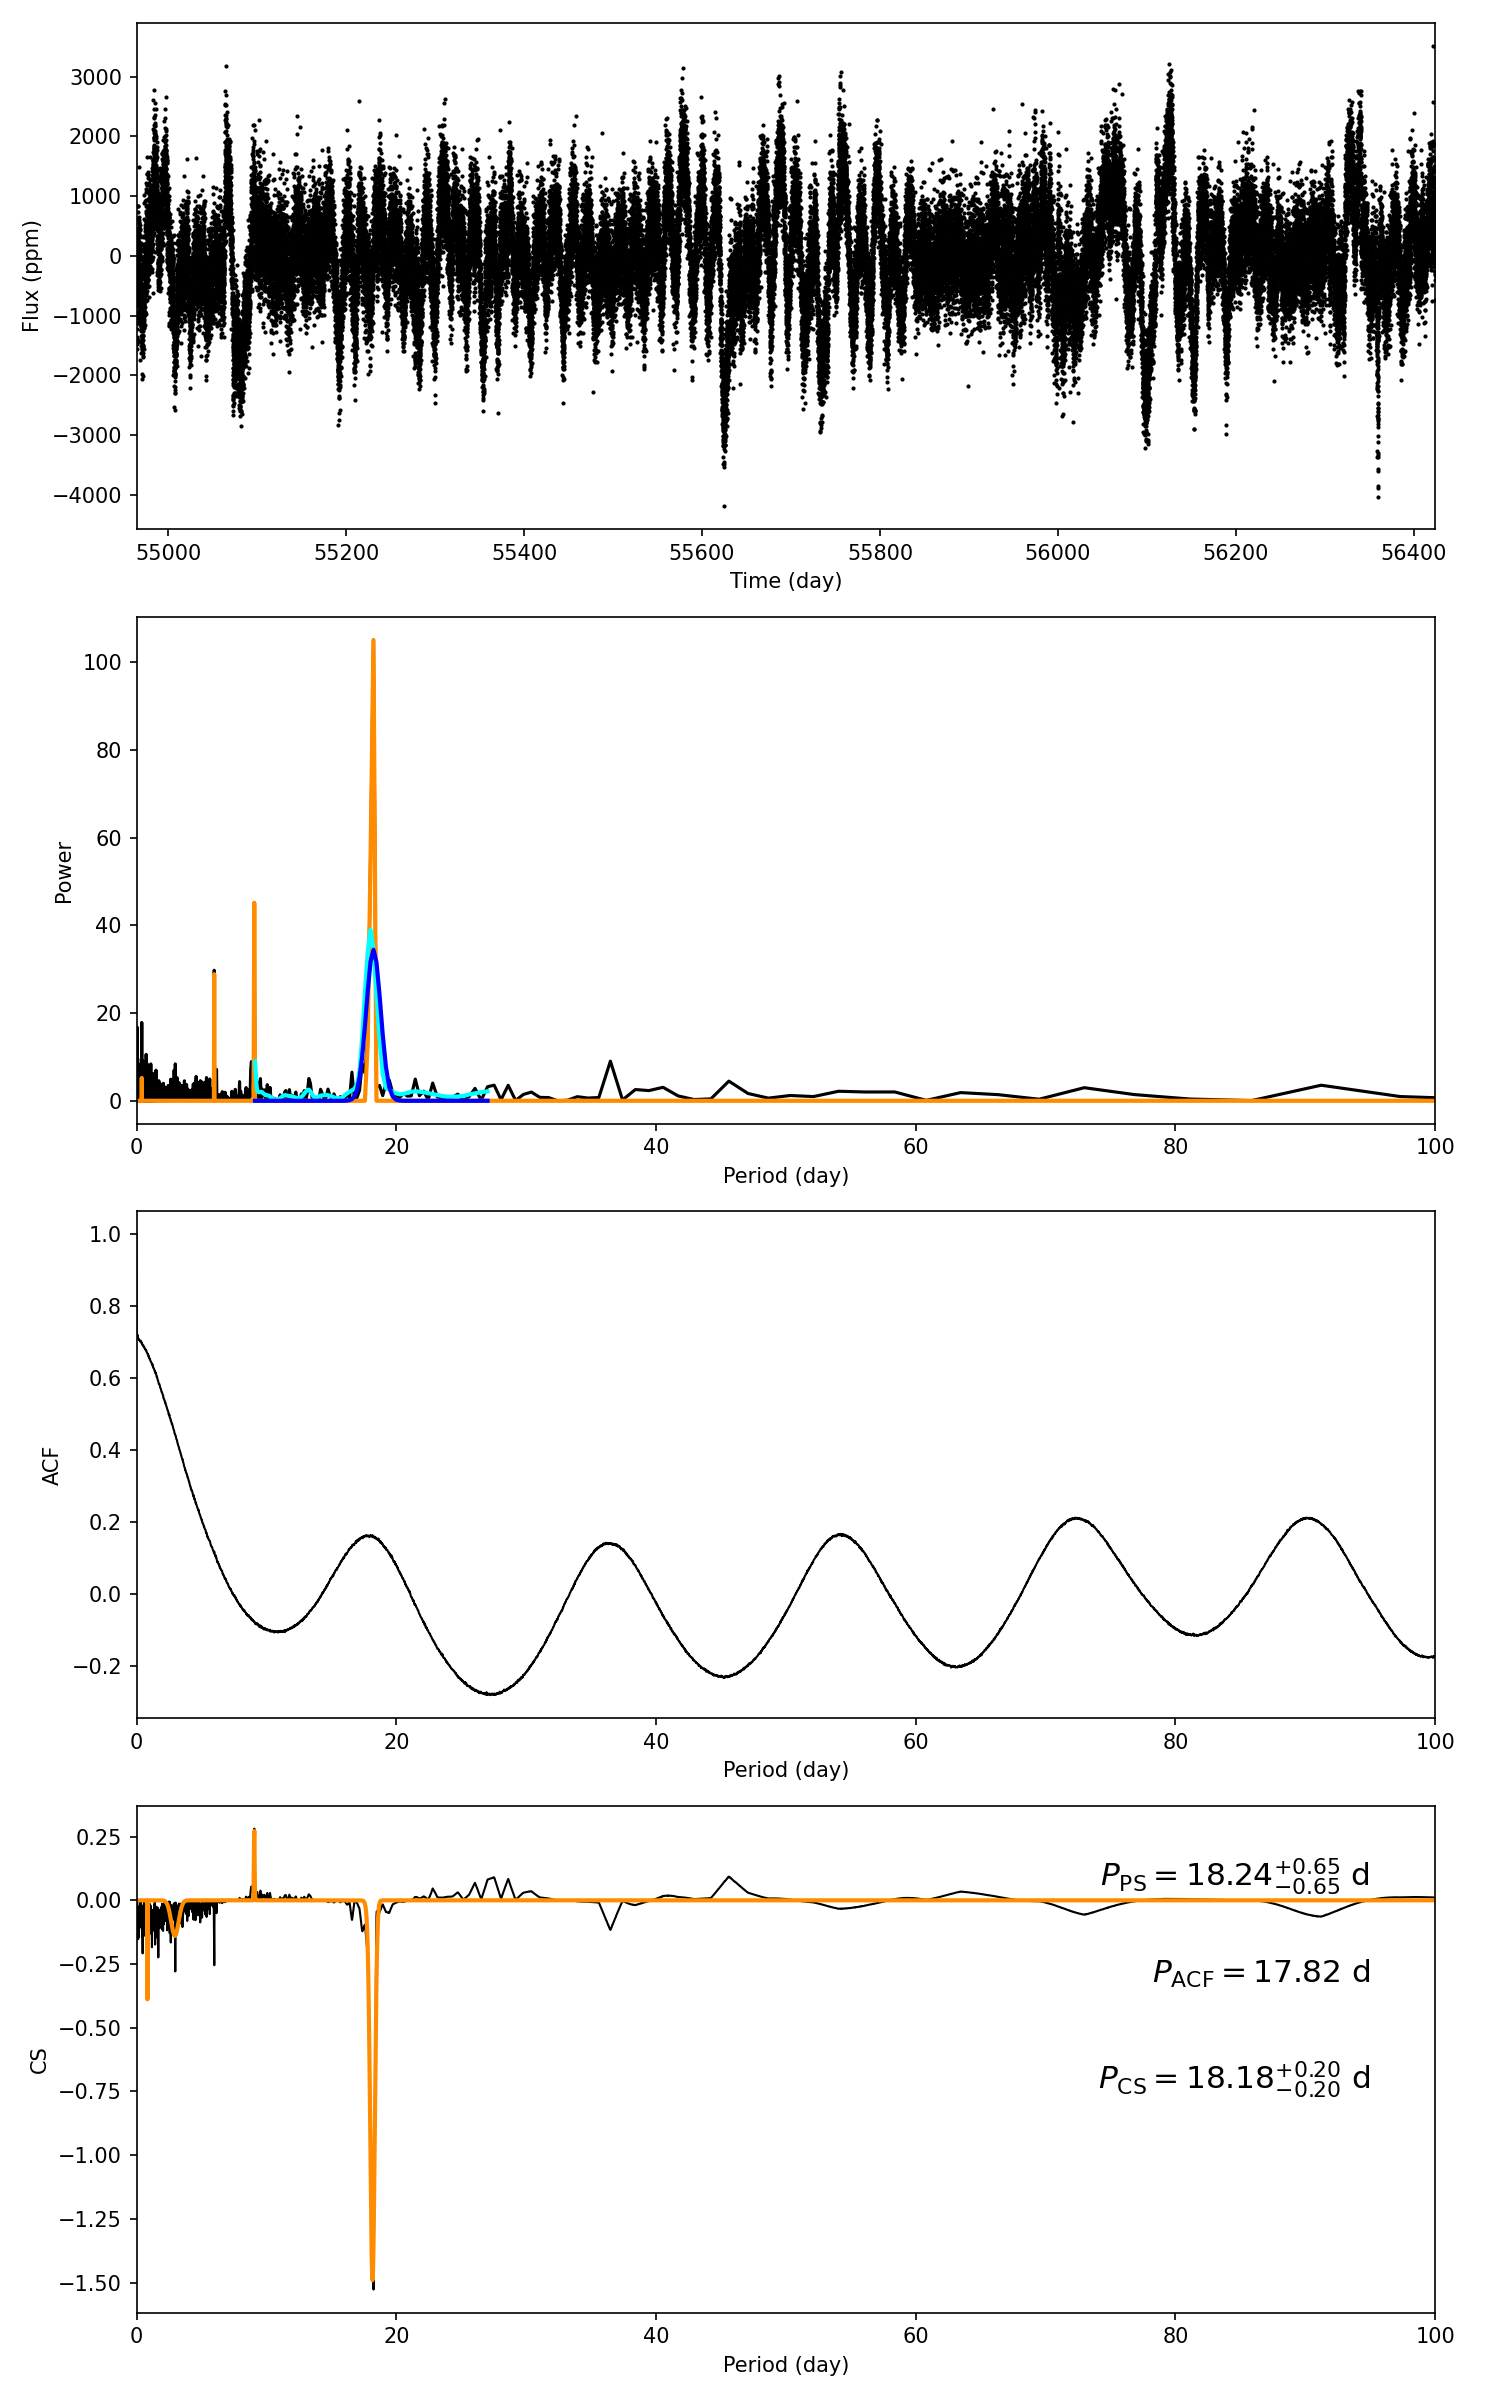 3000
2000
1000
0
−1000
−2000
−3000
−4000
Flux (ppm)
55000 55200 55400 55600 55800 56000 56200 56400
Time (day)
100
80
60
40
20
0
Power
0 20 40 60 80 100
Period (day)
1.0
0.8
0.6
0.4
0.2
0.0
−0.2
ACF
0 20 40 60 80 100
Period (day)
0.25
0.00
−0.25
−0.50
−0.75
−1.00
−1.25
−1.50
CS
P_PS = 18.24^{+0.65}_{−0.65} d
P_ACF = 17.82 d
P_CS = 18.18^{+0.20}_{−0.20} d
0 20 40 60 80 100
Period (day)